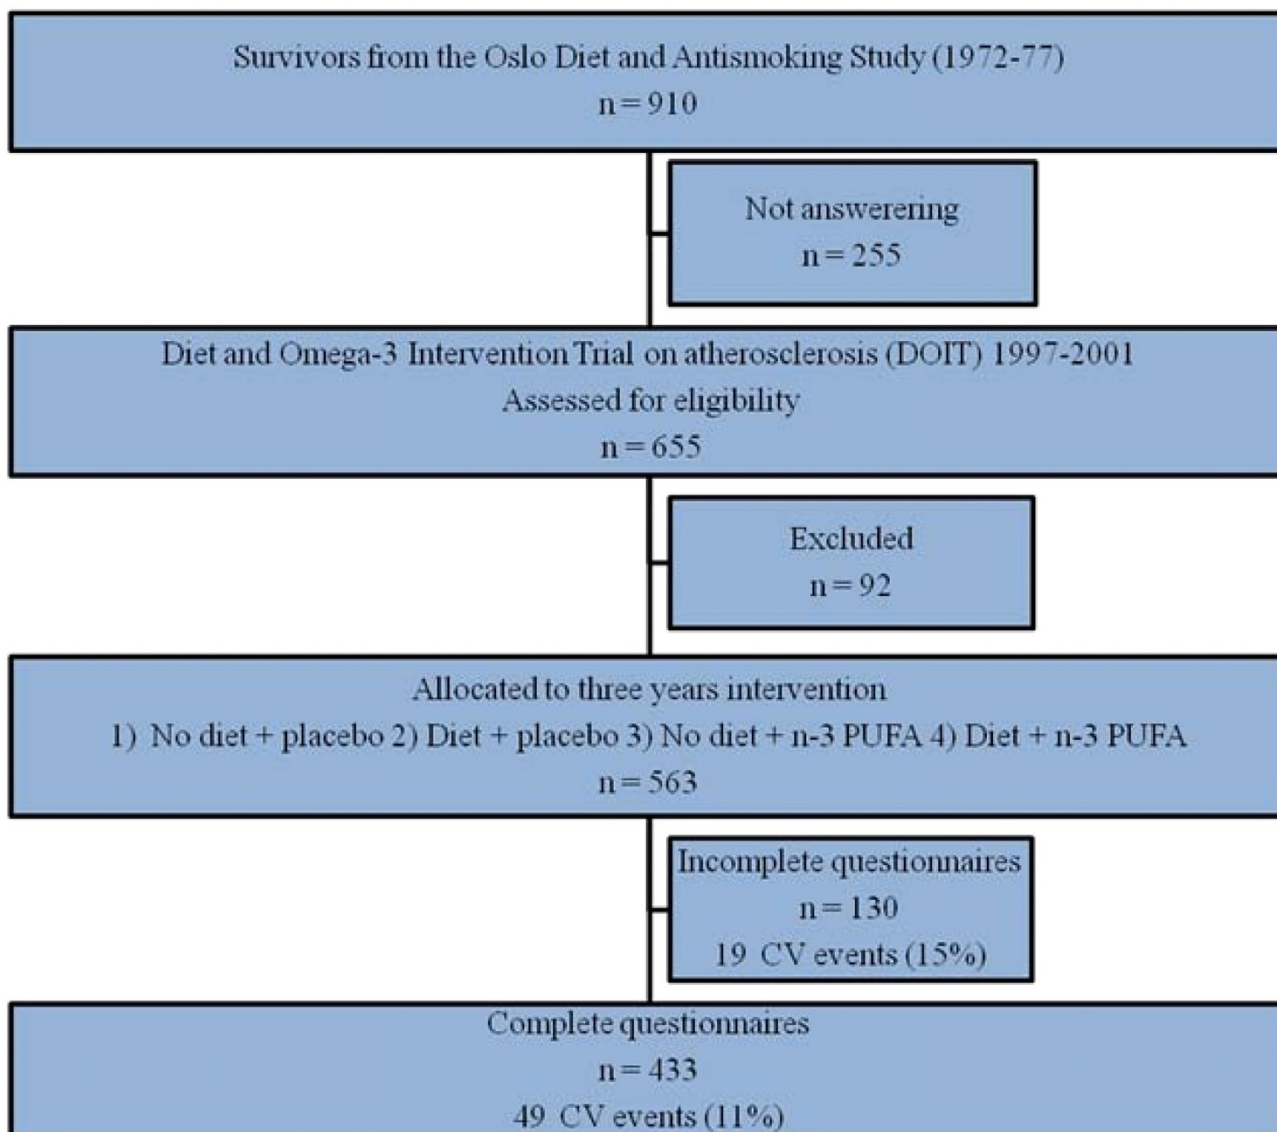 Survivors from the Oslo Diet and Antismoking Study (1972-77)
n = 910
Not answerering
n = 255
Diet and Omega-3 Intervention Trial on atherosclerosis (DOIT) 1997-2001
Assessed for eligibility
n = 655
Excluded
n = 92
Allocated to three years intervention
1) No diet + placebo 2) Diet + placebo 3) No diet + n-3 PUFA 4) Diet + n-3 PUFA
n = 563
Incomplete questionnaires
n = 130
19 CV events (15%)
Complete questionnaires
n = 433
49 CV events (11%)